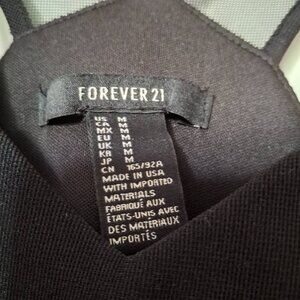 FOREVER 21
US M
CA M
MX M
EU M
UK M
KR M
JP M
CN 165/92A
MADE IN USA
WITH IMPORTED
MATERIALS
FABRIQUÉ AUX
ÉTATS-UNIS AVEC
DES MATÉRIAUX
IMPORTÉS